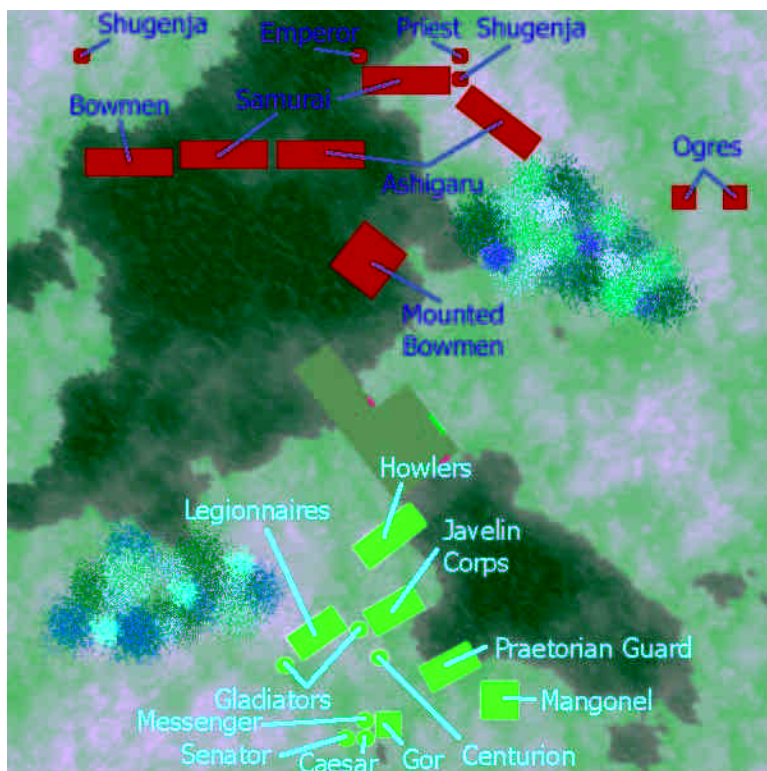 Shugenja
Emperor
Priest
Shugenja
Bowmen
Samurai
Ashigaru
Ogres
Mounted
Bowmen
Howlers
Legionnaires
Javelin
Corps
Praetorian Guard
Gladiators
Mangonel
Messenger
Senator
Caesar
Gor
Centurion